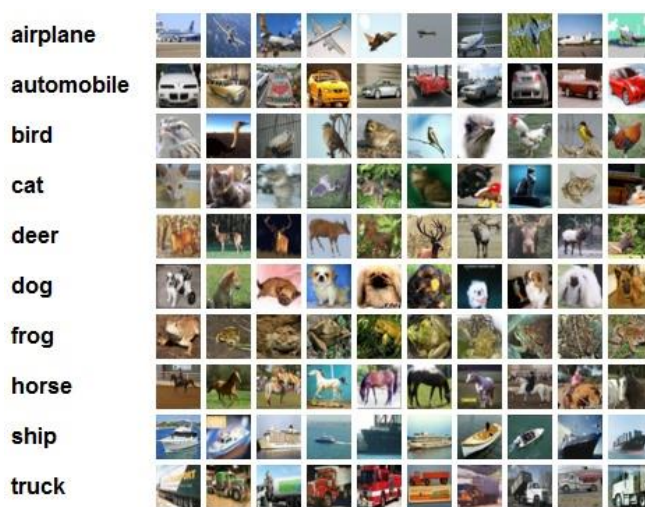 airplane
automobile
bird
cat
deer
dog
frog
horse
ship
truck